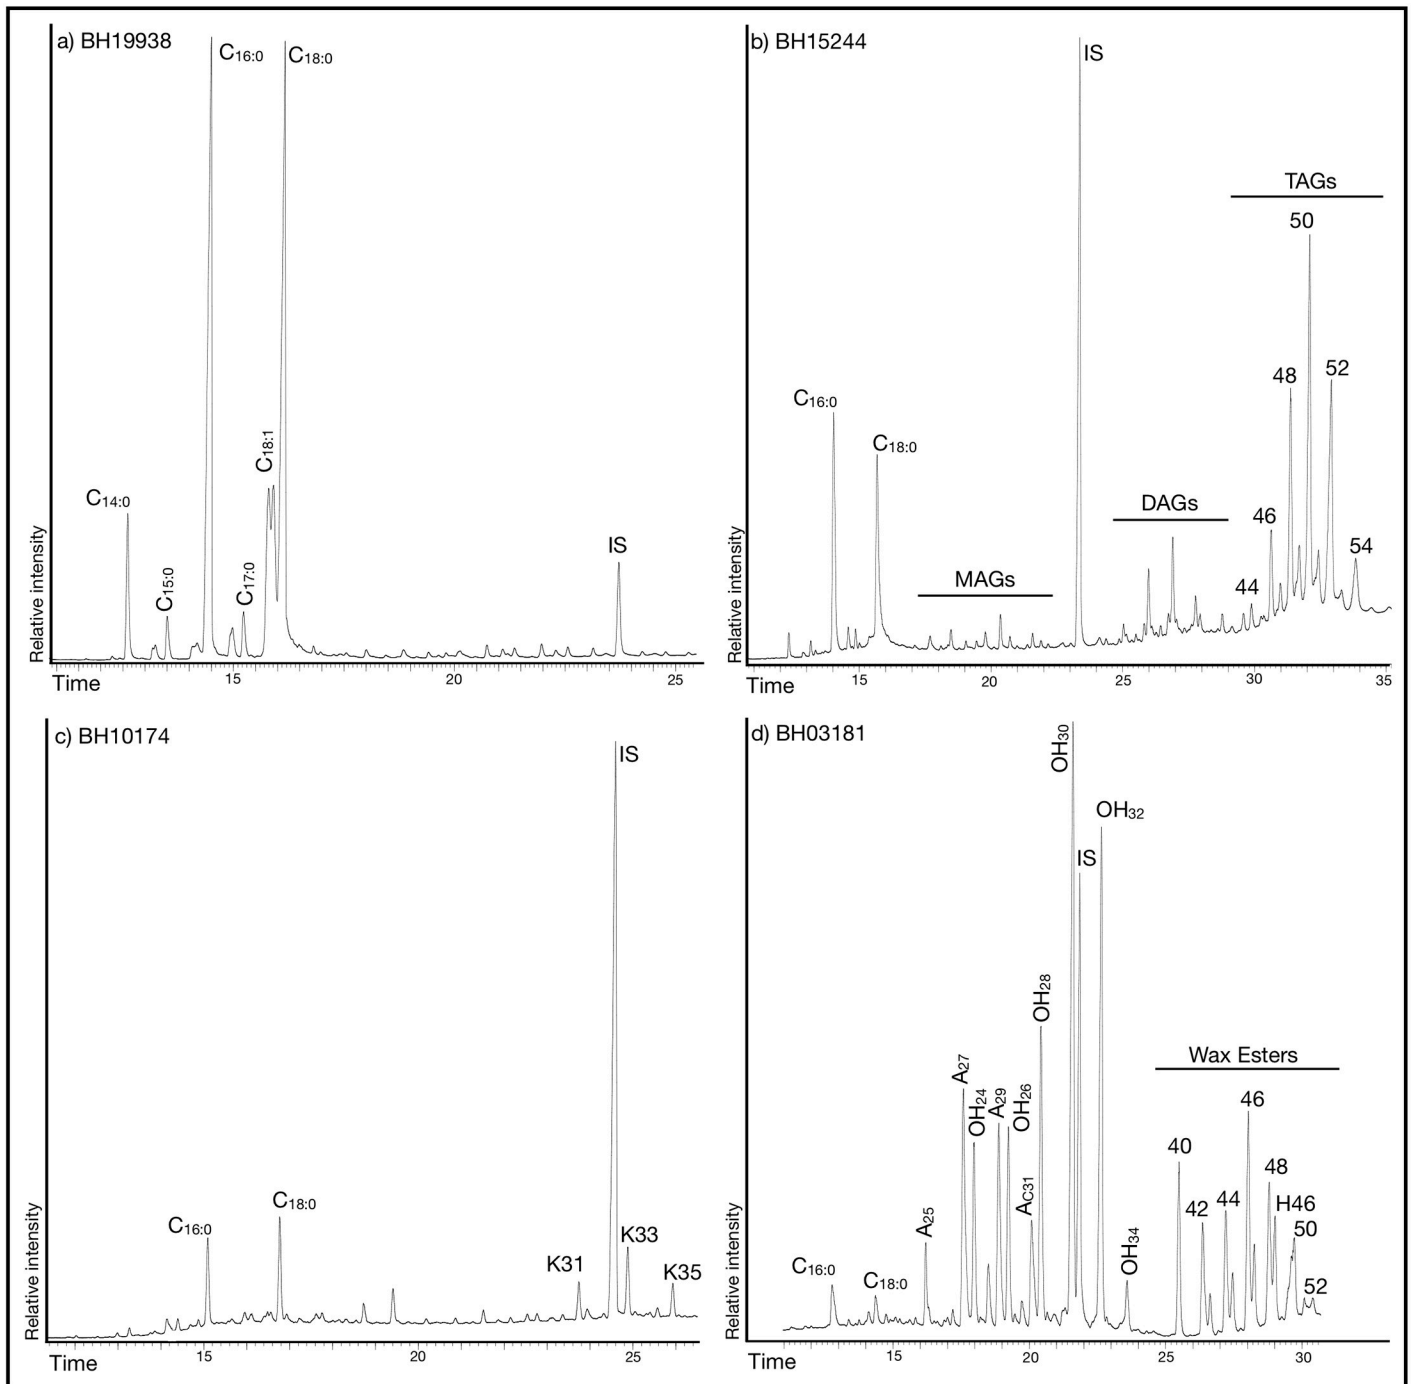 a) BH19938
C16:0
C18:0
C14:0
C15:0
C17:0
C18:1
IS
Relative intensity
Time
15
20
25
b) BH15244
IS
TAGs
50
48
52
C16:0
C18:0
DAGs
46
54
MAGs
44
Relative intensity
Time
15
20
25
30
35
c) BH10174
IS
C16:0
C18:0
K31
K33
K35
Relative intensity
Time
15
20
25
d) BH03181
OH30
OH32
IS
OH28
A27
OH24
A29
OH26
AC31
A25
OH34
C16:0
C18:0
Wax Esters
46
40
48
44
42
H46
50
52
Relative intensity
Time
15
20
25
30